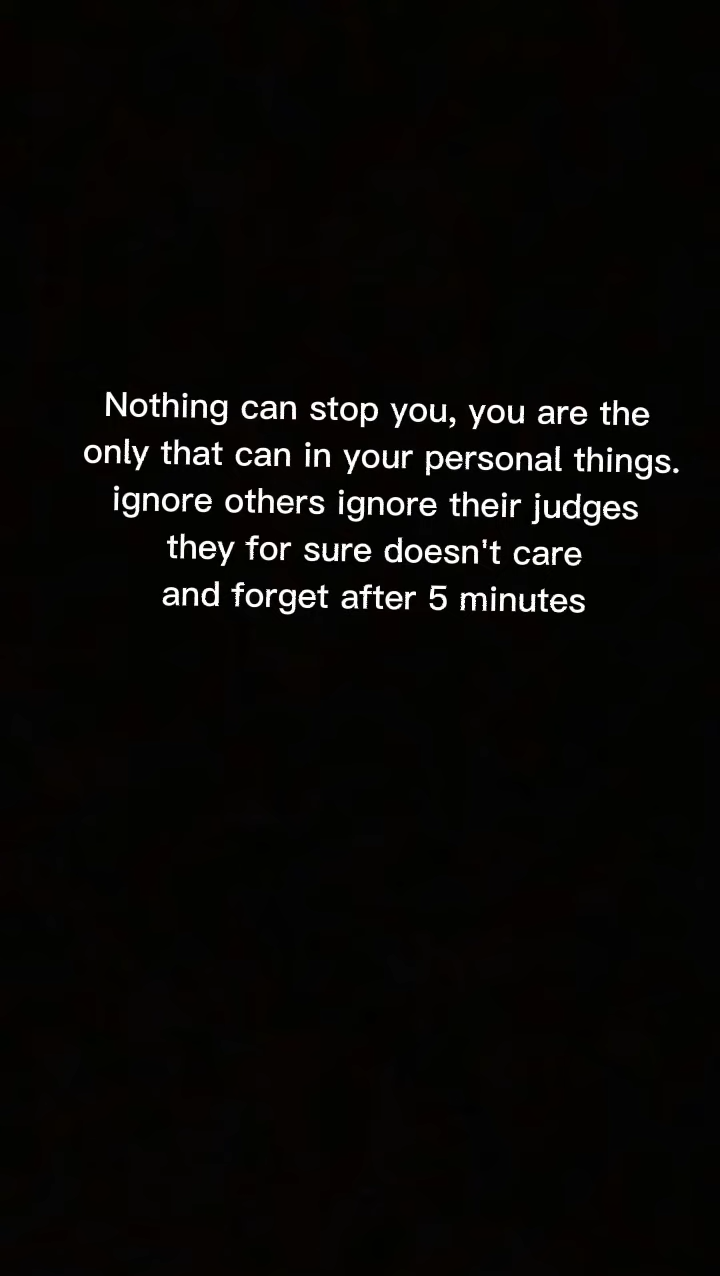 Nothing can stop you, you are the
only that can in your personal things.
ignore others ignore their judges
they for sure doesn't care
and forget after 5 minutes